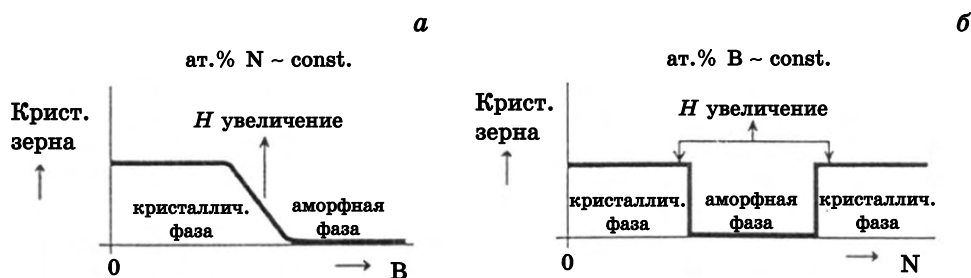 а
ат.% N ~ const.
Крист.
зерна
H увеличение
кристаллич.
фаза
аморфная
фаза
0
B
б
ат.% B ~ const.
Крист.
зерна
H увеличение
кристаллич.
фаза
аморфная
фаза
кристаллич.
фаза
0
N